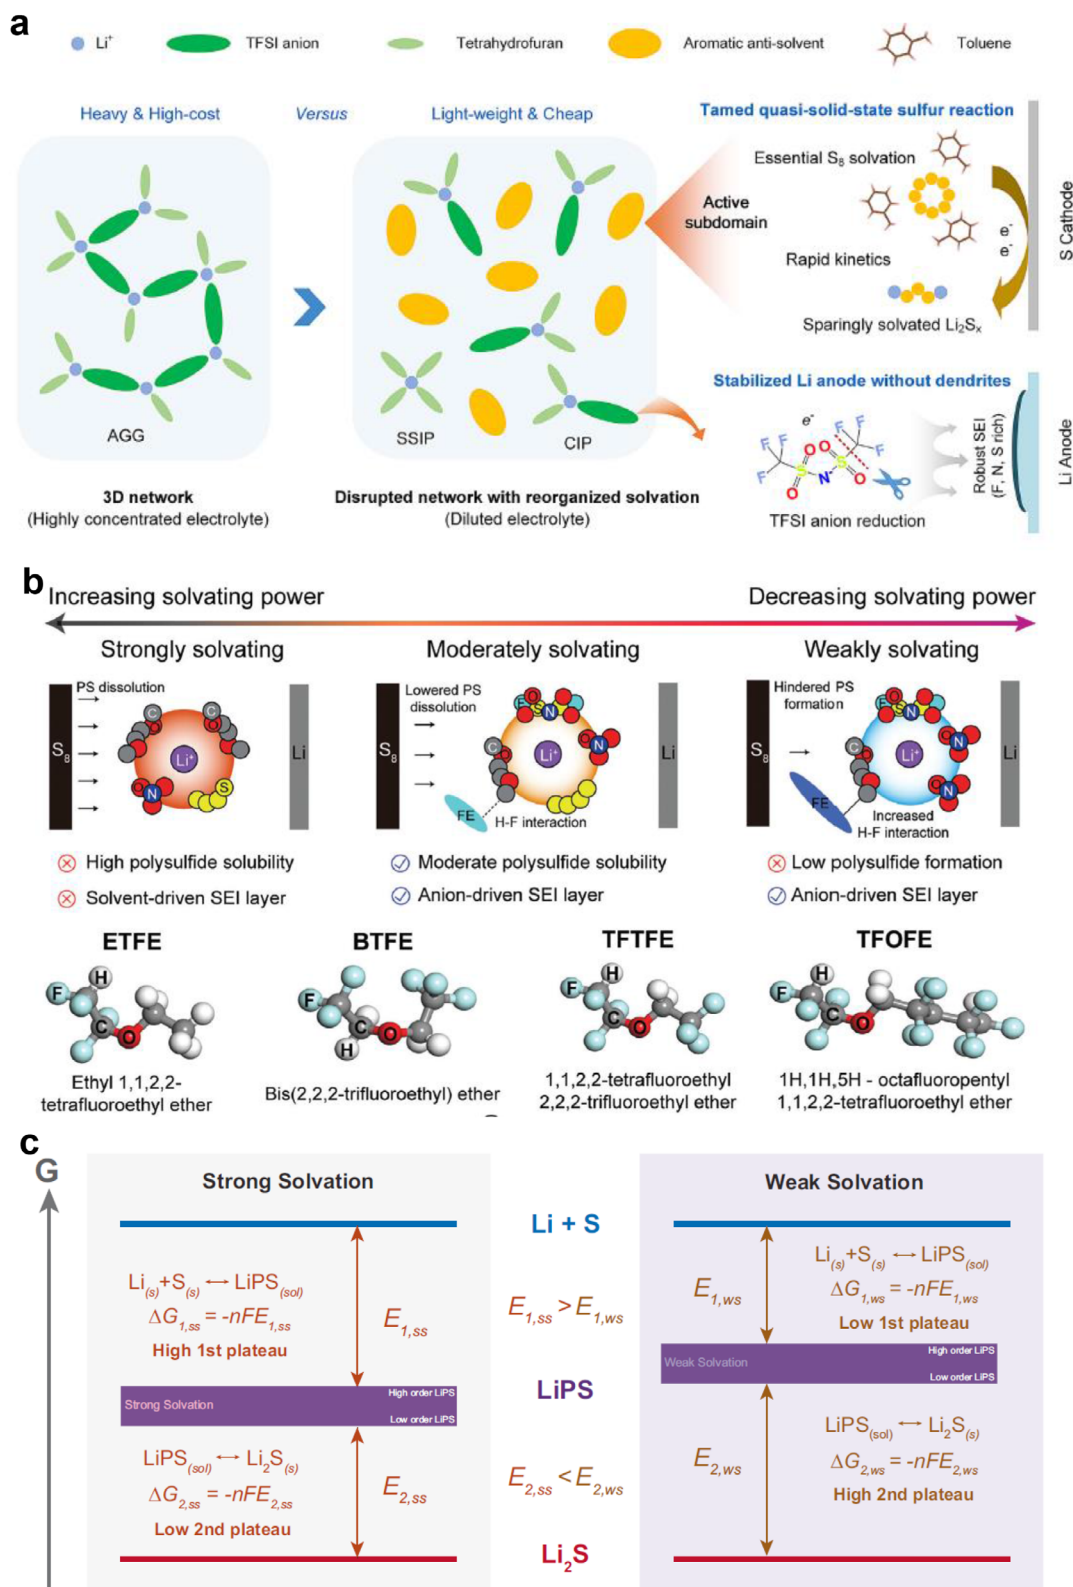 a
Li+ TFSI anion Tetrahydrofuran Aromatic anti-solvent Toluene
Heavy & High-cost Versus Light-weight & Cheap
AGG
3D network
(Highly concentrated electrolyte)
SSIP CIP
Disrupted network with reorganized solvation
(Diluted electrolyte)
Active
subdomain
Tamed quasi-solid-state sulfur reaction
Essential S8 solvation
e-
e-
Rapid kinetics
Sparingly solvated Li2Sx
S Cathode
Stabilized Li anode without dendrites
e- F F F F F F
O O O O S S N-
TFSI anion reduction
Robust SEI
(F, N, S rich)
Li Anode
b
Increasing solvating power Decreasing solvating power
Strongly solvating Moderately solvating Weakly solvating
PS dissolution
S8 C C O O Li+ O N S Li
Lowered PS
dissolution
S8 F O S N C O Li+ O N Li
FE
H-F interaction
Hindered PS
formation
S8 F O S N C O Li+ O N N Li
FE
Increased
H-F interaction
High polysulfide solubility
Solvent-driven SEI layer
Moderate polysulfide solubility
Anion-driven SEI layer
Low polysulfide formation
Anion-driven SEI layer
ETFE BTFE TFTFE TFOFE
F H C O
F H C O
F H C O
F H C O
Ethyl 1,1,2,2-
tetrafluoroethyl ether
Bis(2,2,2-trifluoroethyl) ether
1,1,2,2-tetrafluoroethyl
2,2,2-trifluoroethyl ether
1H,1H,5H - octafluoropentyl
1,1,2,2-tetrafluoroethyl ether
c
G
Strong Solvation
Li(s)+S(s) ↔ LiPS(sol)
ΔG1,ss = -nFE1,ss
High 1st plateau
E1,ss
High order LiPS
Strong Solvation
Low order LiPS
LiPS(sol) ↔ Li2S(s)
ΔG2,ss = -nFE2,ss
Low 2nd plateau
E2,ss
Li + S
E1,ss > E1,ws
LiPS
E2,ss < E2,ws
Li2S
Weak Solvation
E1,ws
Li(s)+S(s) ↔ LiPS(sol)
ΔG1,ws = -nFE1,ws
Low 1st plateau
High order LiPS
Weak Solvation
Low order LiPS
E2,ws
LiPS(sol) ↔ Li2S(s)
ΔG2,ws = -nFE2,ws
High 2nd plateau